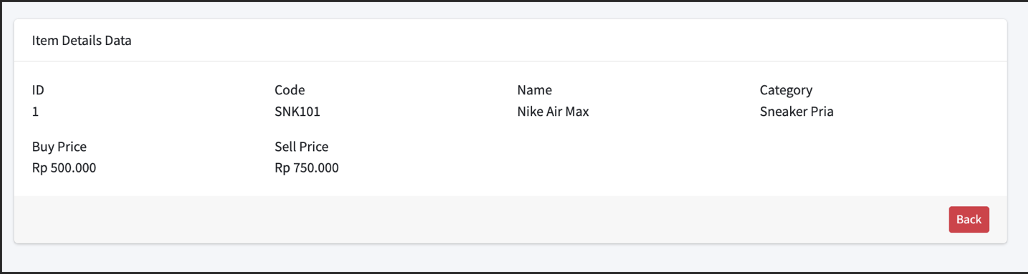 Item Details Data
ID Code Name Category
1 SNK101 Nike Air Max Sneaker Pria
Buy Price Sell Price
Rp 500.000 Rp 750.000
Back